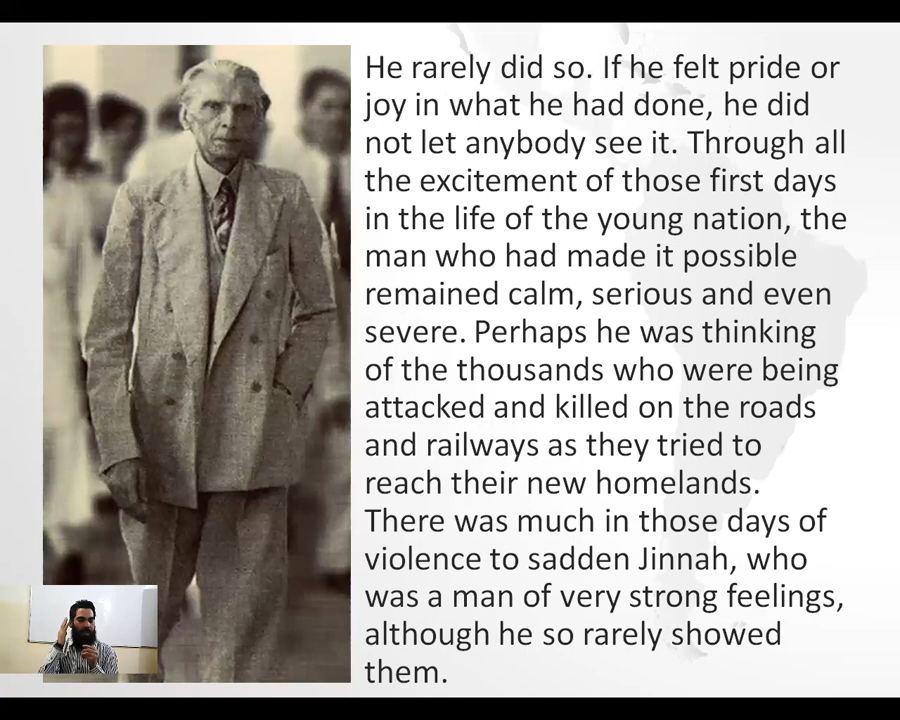 He rarely did so. If he felt pride or
joy in what he had done, he did
not let anybody see it. Through all
the excitement of those first days
in the life of the young nation, the
man who had made it possible
remained calm, serious and even
severe. Perhaps he was thinking
of the thousands who were being
attacked and killed on the roads
and railways as they tried to
reach their new homelands.
There was much in those days of
violence to sadden Jinnah, who
was a man of very strong feelings,
although he so rarely showed
them.